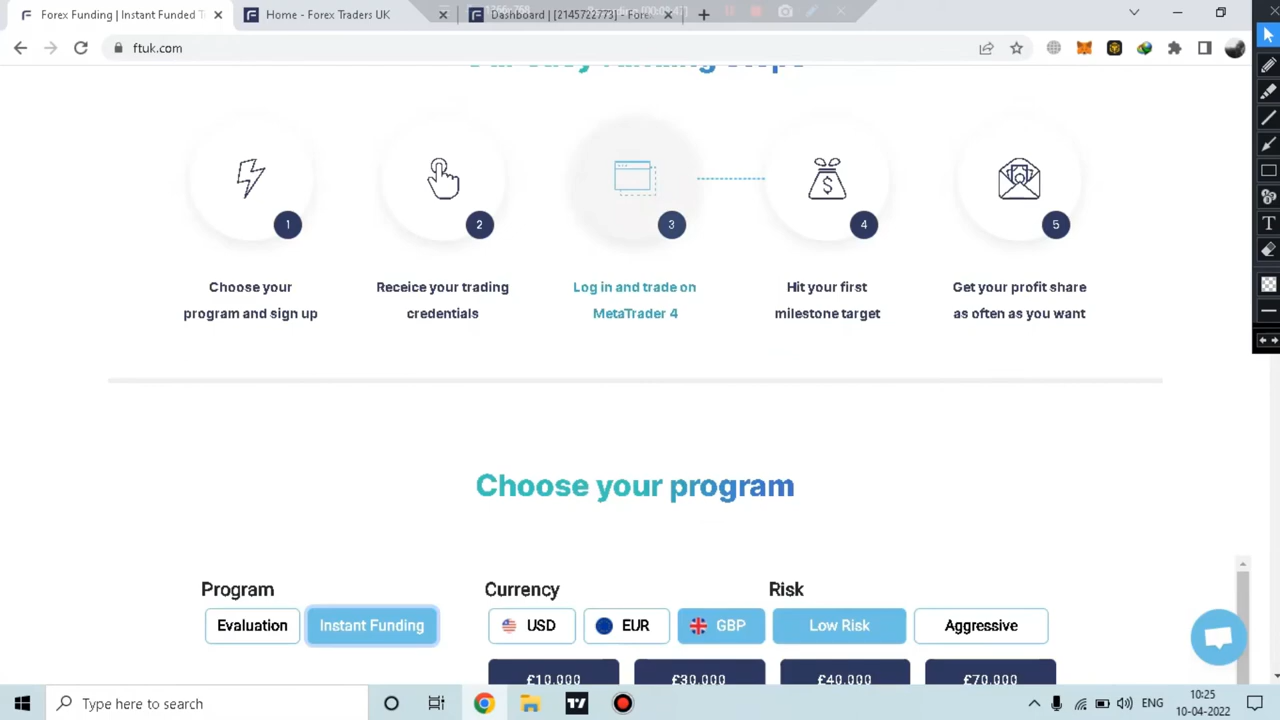 Forex Funding | Instant Funded T
Home - Forex Traders UK
Dashboard | [2145722773] - Fore
ftuk.com
1
2
3
4
5
Choose your
program and sign up
Receice your trading
credentials
Log in and trade on
MetaTrader 4
Hit your first
milestone target
Get your profit share
as often as you want
Choose your program
Program
Currency
Risk
Evaluation
Instant Funding
USD
EUR
GBP
Low Risk
Aggressive
£10,000
£30,000
£40,000
£70,000
Type here to search
ENG
10:25
10-04-2022